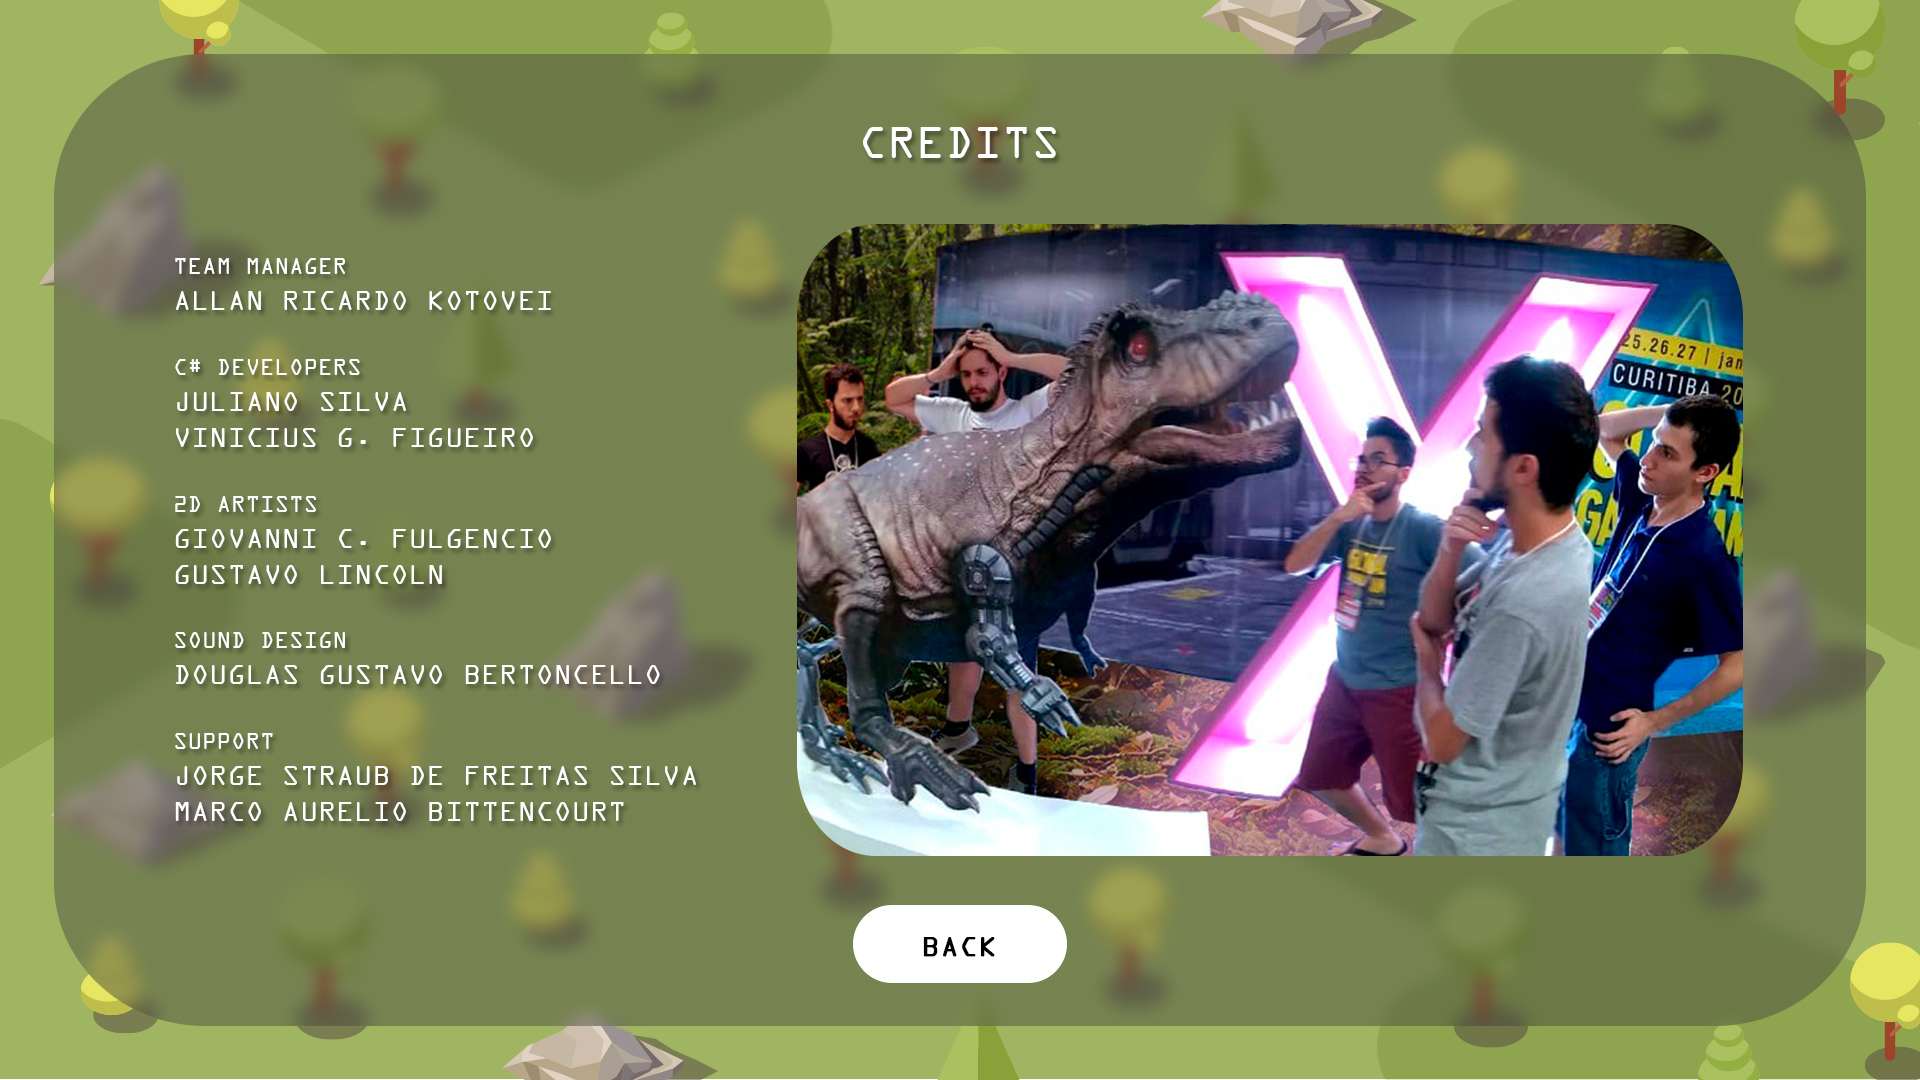 CREDITS
TEAM MANAGER
ALLAN RICARDO KOTOVEI
C# DEVELOPERS
JULIANO SILVA
VINICIUS G. FIGUEIRO
2D ARTISTS
GIOVANNI C. FULGENCIO
GUSTAVO LINCOLN
SOUND DESIGN
DOUGLAS GUSTAVO BERTONCELLO
SUPPORT
JORGE STRAUB DE FREITAS SILVA
MARCO AURELIO BITTENCOURT
25.26.27 | jan
CURITIBA 20
BACK